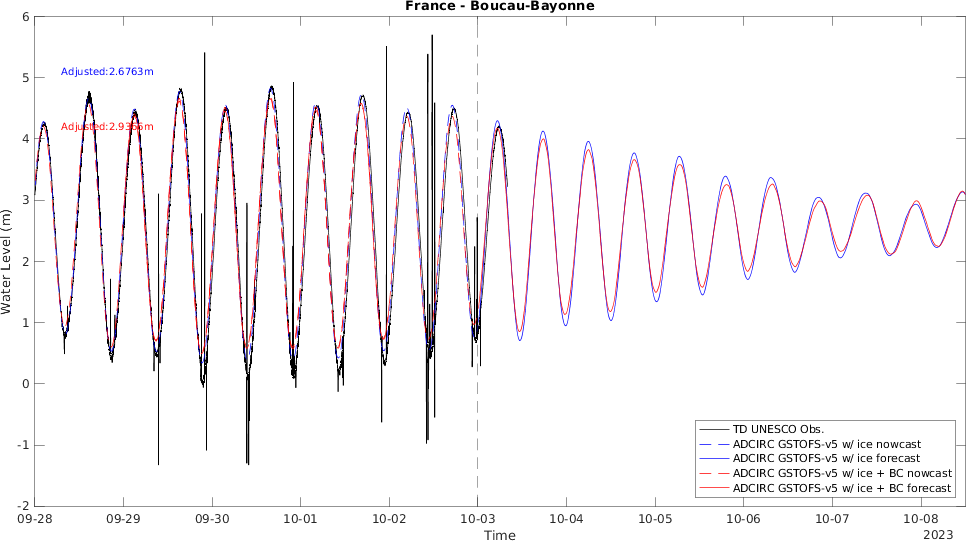 France - Boucau-Bayonne
6
5
4
3
2
1
0
-1
-2
Water Level (m)
Adjusted:2.6763m
Adjusted:2.9366m
TD UNESCO Obs.
ADCIRC GSTOFS-v5 w/ ice nowcast
ADCIRC GSTOFS-v5 w/ ice forecast
ADCIRC GSTOFS-v5 w/ ice + BC nowcast
ADCIRC GSTOFS-v5 w/ ice + BC forecast
09-28 09-29 09-30 10-01 10-02 10-03 10-04 10-05 10-06 10-07 10-08
Time
2023